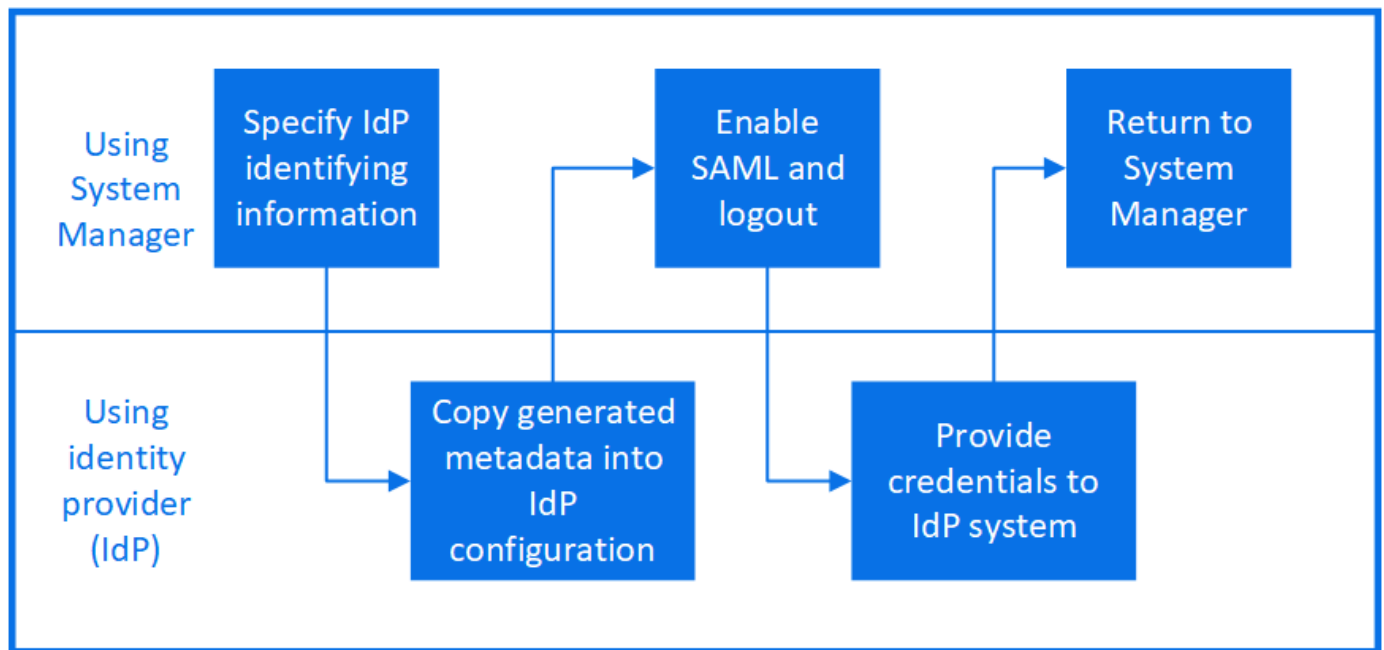 Using
System
Manager
Specify IdP
identifying
information
Enable
SAML and
logout
Return to
System
Manager
Using
identity
provider
(IdP)
Copy generated
metadata into
IdP
configuration
Provide
credentials to
IdP system